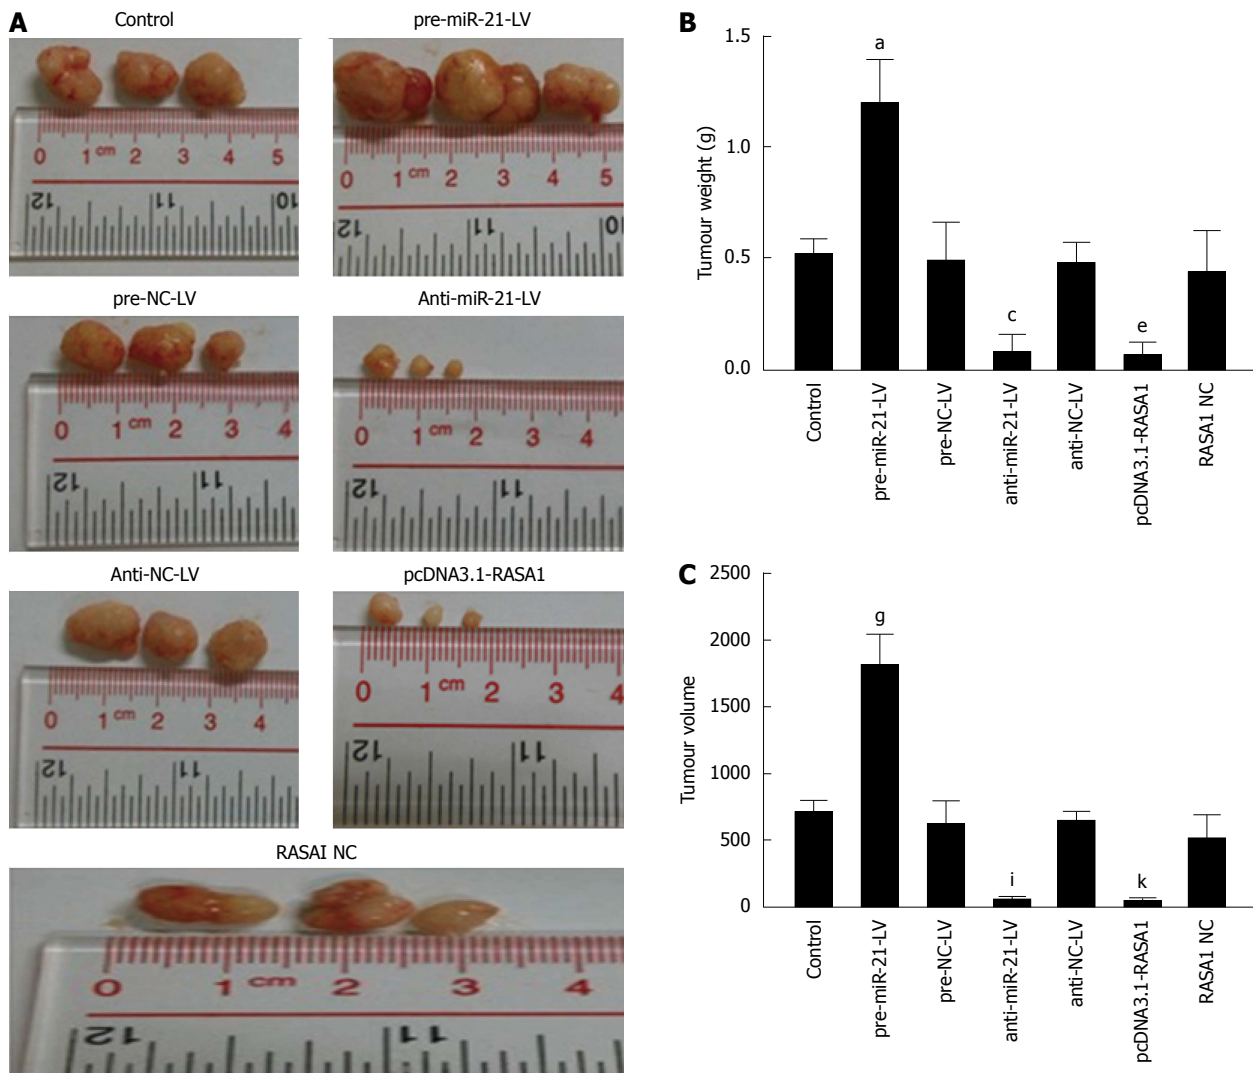 A
Control
pre-miR-21-LV
0 1 cm 2 3 4 5
12 11 10
0 1 cm 2 3 4 5
12 11 10
pre-NC-LV
Anti-miR-21-LV
0 1 cm 2 3 4
12 11
0 1 cm 2 3 4
12 11
Anti-NC-LV
pcDNA3.1-RASA1
0 1 cm 2 3 4
12 11
0 1 cm 2 3 4
12 11
RASAI NC
0 1 cm 2 3 4
12 11
B
1.5
1.0
0.5
0.0
Tumour weight (g)
a
c
e
Control
pre-miR-21-LV
pre-NC-LV
anti-miR-21-LV
anti-NC-LV
pcDNA3.1-RASA1
RASA1 NC
C
2500
2000
1500
1000
500
0
Tumour volume
g
i
k
Control
pre-miR-21-LV
pre-NC-LV
anti-miR-21-LV
anti-NC-LV
pcDNA3.1-RASA1
RASA1 NC